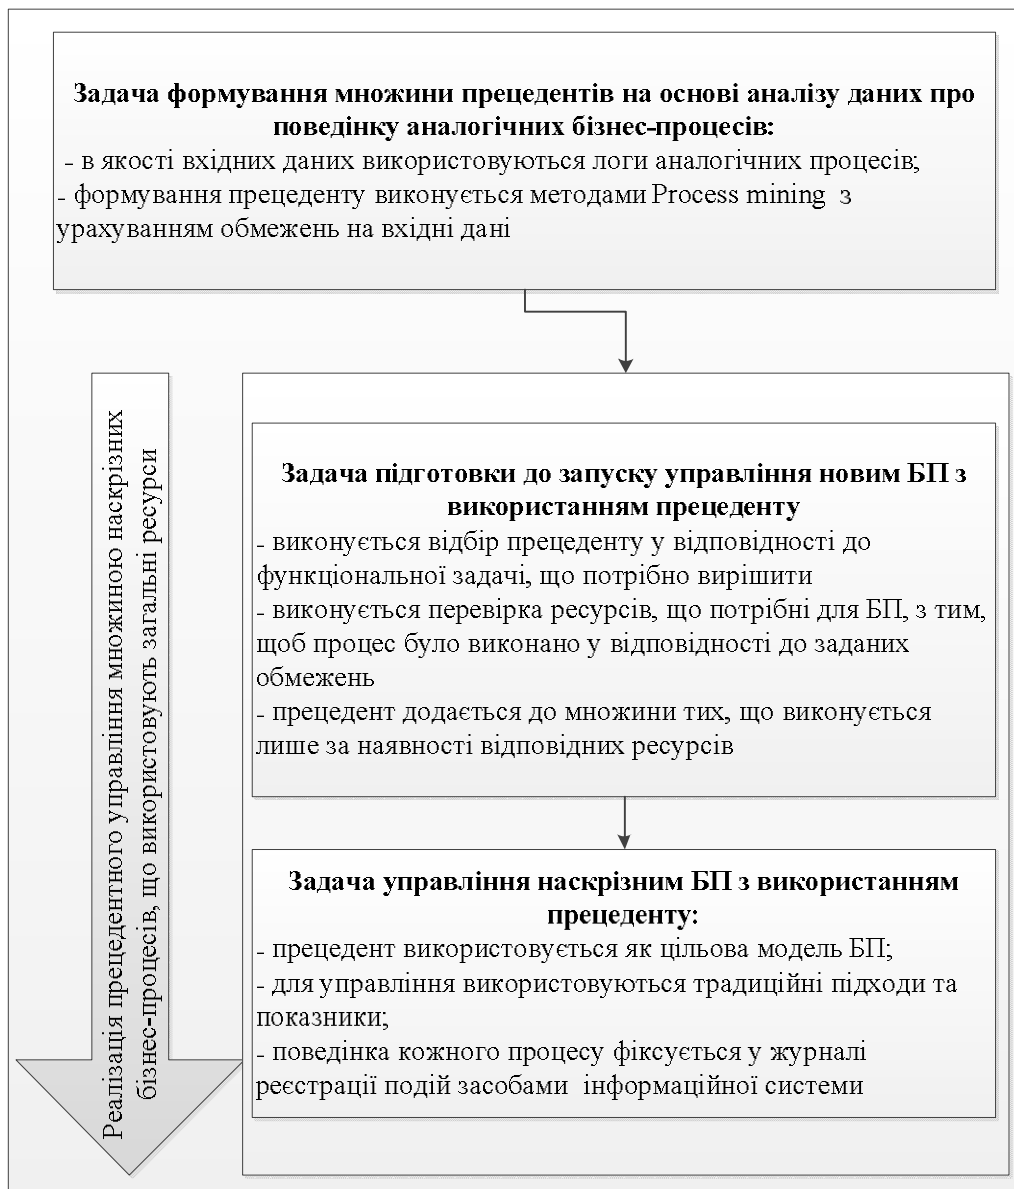 Задача формування множини прецедентів на основі аналізу даних про
поведінку аналогічних бізнес-процесів:
- в якості вхідних даних використовуються логи аналогічних процесів;
- формування прецеденту виконується методами Process mining з
урахуванням обмежень на вхідні дані
Реалізація прецедентного управління множиною наскрізних
бізнес-процесів, що використовують загальні ресурси
Задача підготовки до запуску управління новим БП з
використанням прецеденту
- виконується відбір прецеденту у відповідності до
функціональної задачі, що потрібно вирішити
- виконується перевірка ресурсів, що потрібні для БП, з тим,
щоб процес було виконано у відповідності до заданих
обмежень
- прецедент додається до множини тих, що виконується
лише за наявності відповідних ресурсів
Задача управління наскрізним БП з використанням
прецеденту:
- прецедент використовується як цільова модель БП;
- для управління використовуються традиційні підходи та
показники;
- поведінка кожного процесу фіксується у журналі
реєстрації подій засобами інформаційної системи